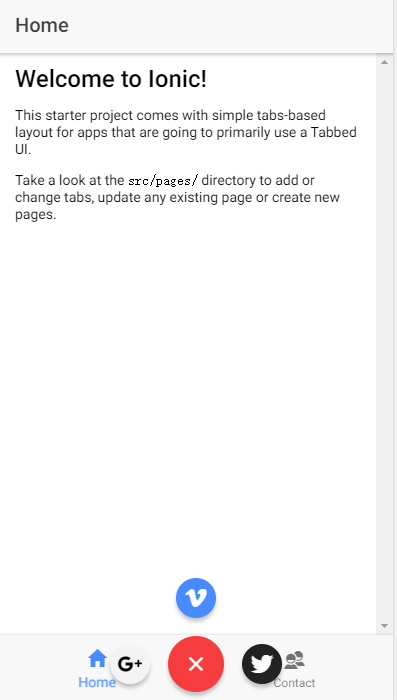 Home
Welcome to Ionic!
This starter project comes with simple tabs-based
layout for apps that are going to primarily use a Tabbed
UI.
Take a look at the src/pages/ directory to add or
change tabs, update any existing page or create new
pages.
G+
Home
Contact